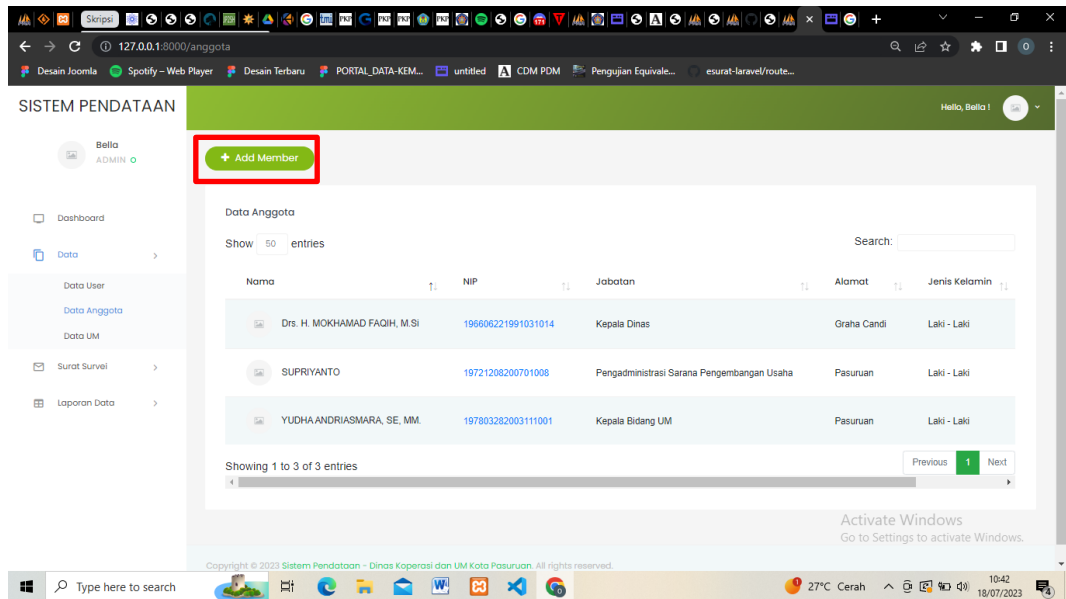 Skripsi
127.0.0.1:8000/anggota
Desain Joomla Spotify – Web Player Desain Terbaru PORTAL_DATA-KEM... untitled CDM PDM Pengujian Equivale... esurat-laravel/route...
SISTEM PENDATAAN
Hello, Bella !
Bella
ADMIN
+ Add Member
Dashboard
Data
Data User
Data Anggota
Data UM
Surat Survei
Laporan Data
Data Anggota
Show 50 entries
Search:
Nama NIP Jabatan Alamat Jenis Kelamin
Drs. H. MOKHAMAD FAQIH, M.Si 196606221991031014 Kepala Dinas Graha Candi Laki - Laki
SUPRIYANTO 19721208200701008 Pengadministrasi Sarana Pengembangan Usaha Pasuruan Laki - Laki
YUDHA ANDRIASMARA, SE, MM. 197803282003111001 Kepala Bidang UM Pasuruan Laki - Laki
Showing 1 to 3 of 3 entries
Previous 1 Next
Activate Windows
Go to Settings to activate Windows.
Copyright © 2023 Sistem Pendataan - Dinas Koperasi dan UM Kota Pasuruan. All rights reserved.
Type here to search
27°C Cerah
10:42
18/07/2023